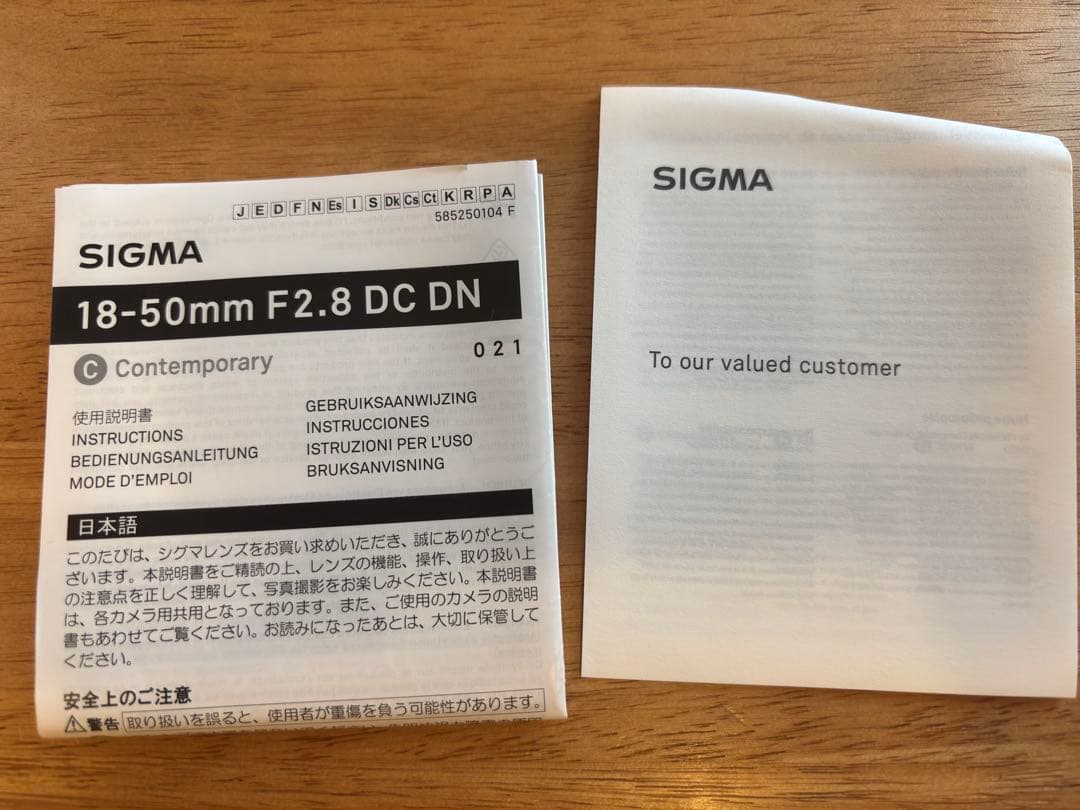 J E D F N Es I S Dk Cs Ct K R P A
585250104 F
SIGMA
18-50mm F2.8 DC DN
C Contemporary
021
使用説明書
INSTRUCTIONS
BEDIENUNGSANLEITUNG
MODE D'EMPLOI
GEBRUIKSAANWIJZING
INSTRUCCIONES
ISTRUZIONI PER L'USO
BRUKSANVISNING
日本語
このたびは、シグマレンズをお買い求めいただき、誠にありがとうご
ざいます。本説明書をご精読の上、レンズの機能、操作、取り扱い上
の注意点を正しく理解して、写真撮影をお楽しみください。本説明書
は、各カメラ用共用となっております。また、ご使用のカメラの説明
書もあわせてご覧ください。お読みになったあとは、大切に保管して
ください。
安全上のご注意
警告 取り扱いを誤ると、使用者が重傷を負う可能性があります。
SIGMA
To our valued customer